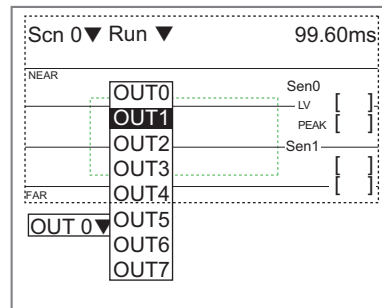 Scn 0▼ Run ▼ 99.60ms
NEAR
OUT0
Sen0
LV [ ]
OUT1
PEAK [ ]
OUT2
Sen1
OUT3
[ ]
OUT4
[ ]
FAR
OUT 0▼
OUT5
OUT6
OUT7